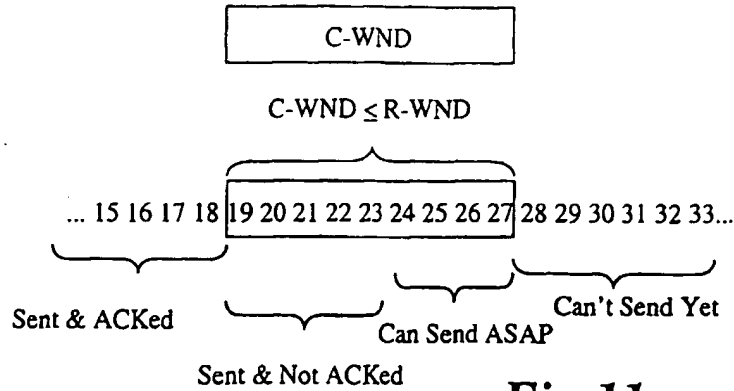 C-WND
C-WND ≤ R-WND
... 15 16 17 18 19 20 21 22 23 24 25 26 27 28 29 30 31 32 33...
Sent & ACKed
Can't Send Yet
Can Send ASAP
Sent & Not ACKed